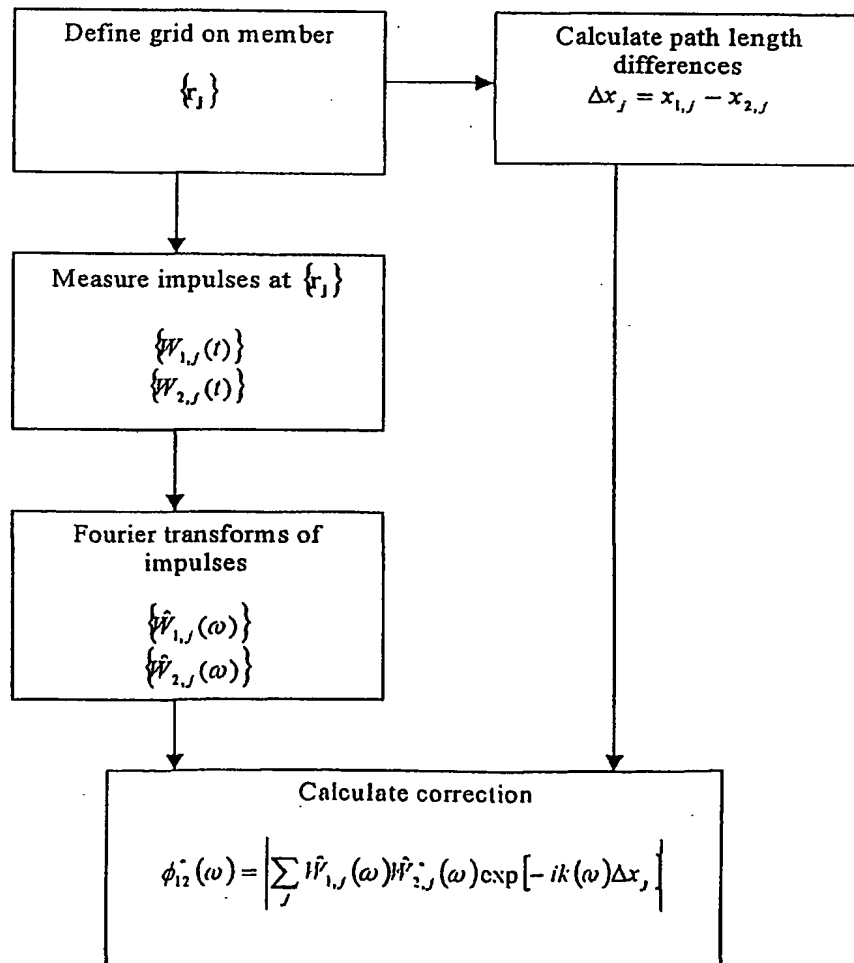 Define grid on member
{r_j}
Calculate path length
differences
Δx_j = x_{1,j} − x_{2,j}
Measure impulses at {r_j}
{W_{1,j}(t)}
{W_{2,j}(t)}
Fourier transforms of
impulses
{Ŵ_{1,j}(ω)}
{Ŵ_{2,j}(ω)}
Calculate correction
ϕ*_{12}(ω) = |∑_j Ŵ_{1,j}(ω)Ŵ*_{2,j}(ω)exp[−ik(ω)Δx_j]|